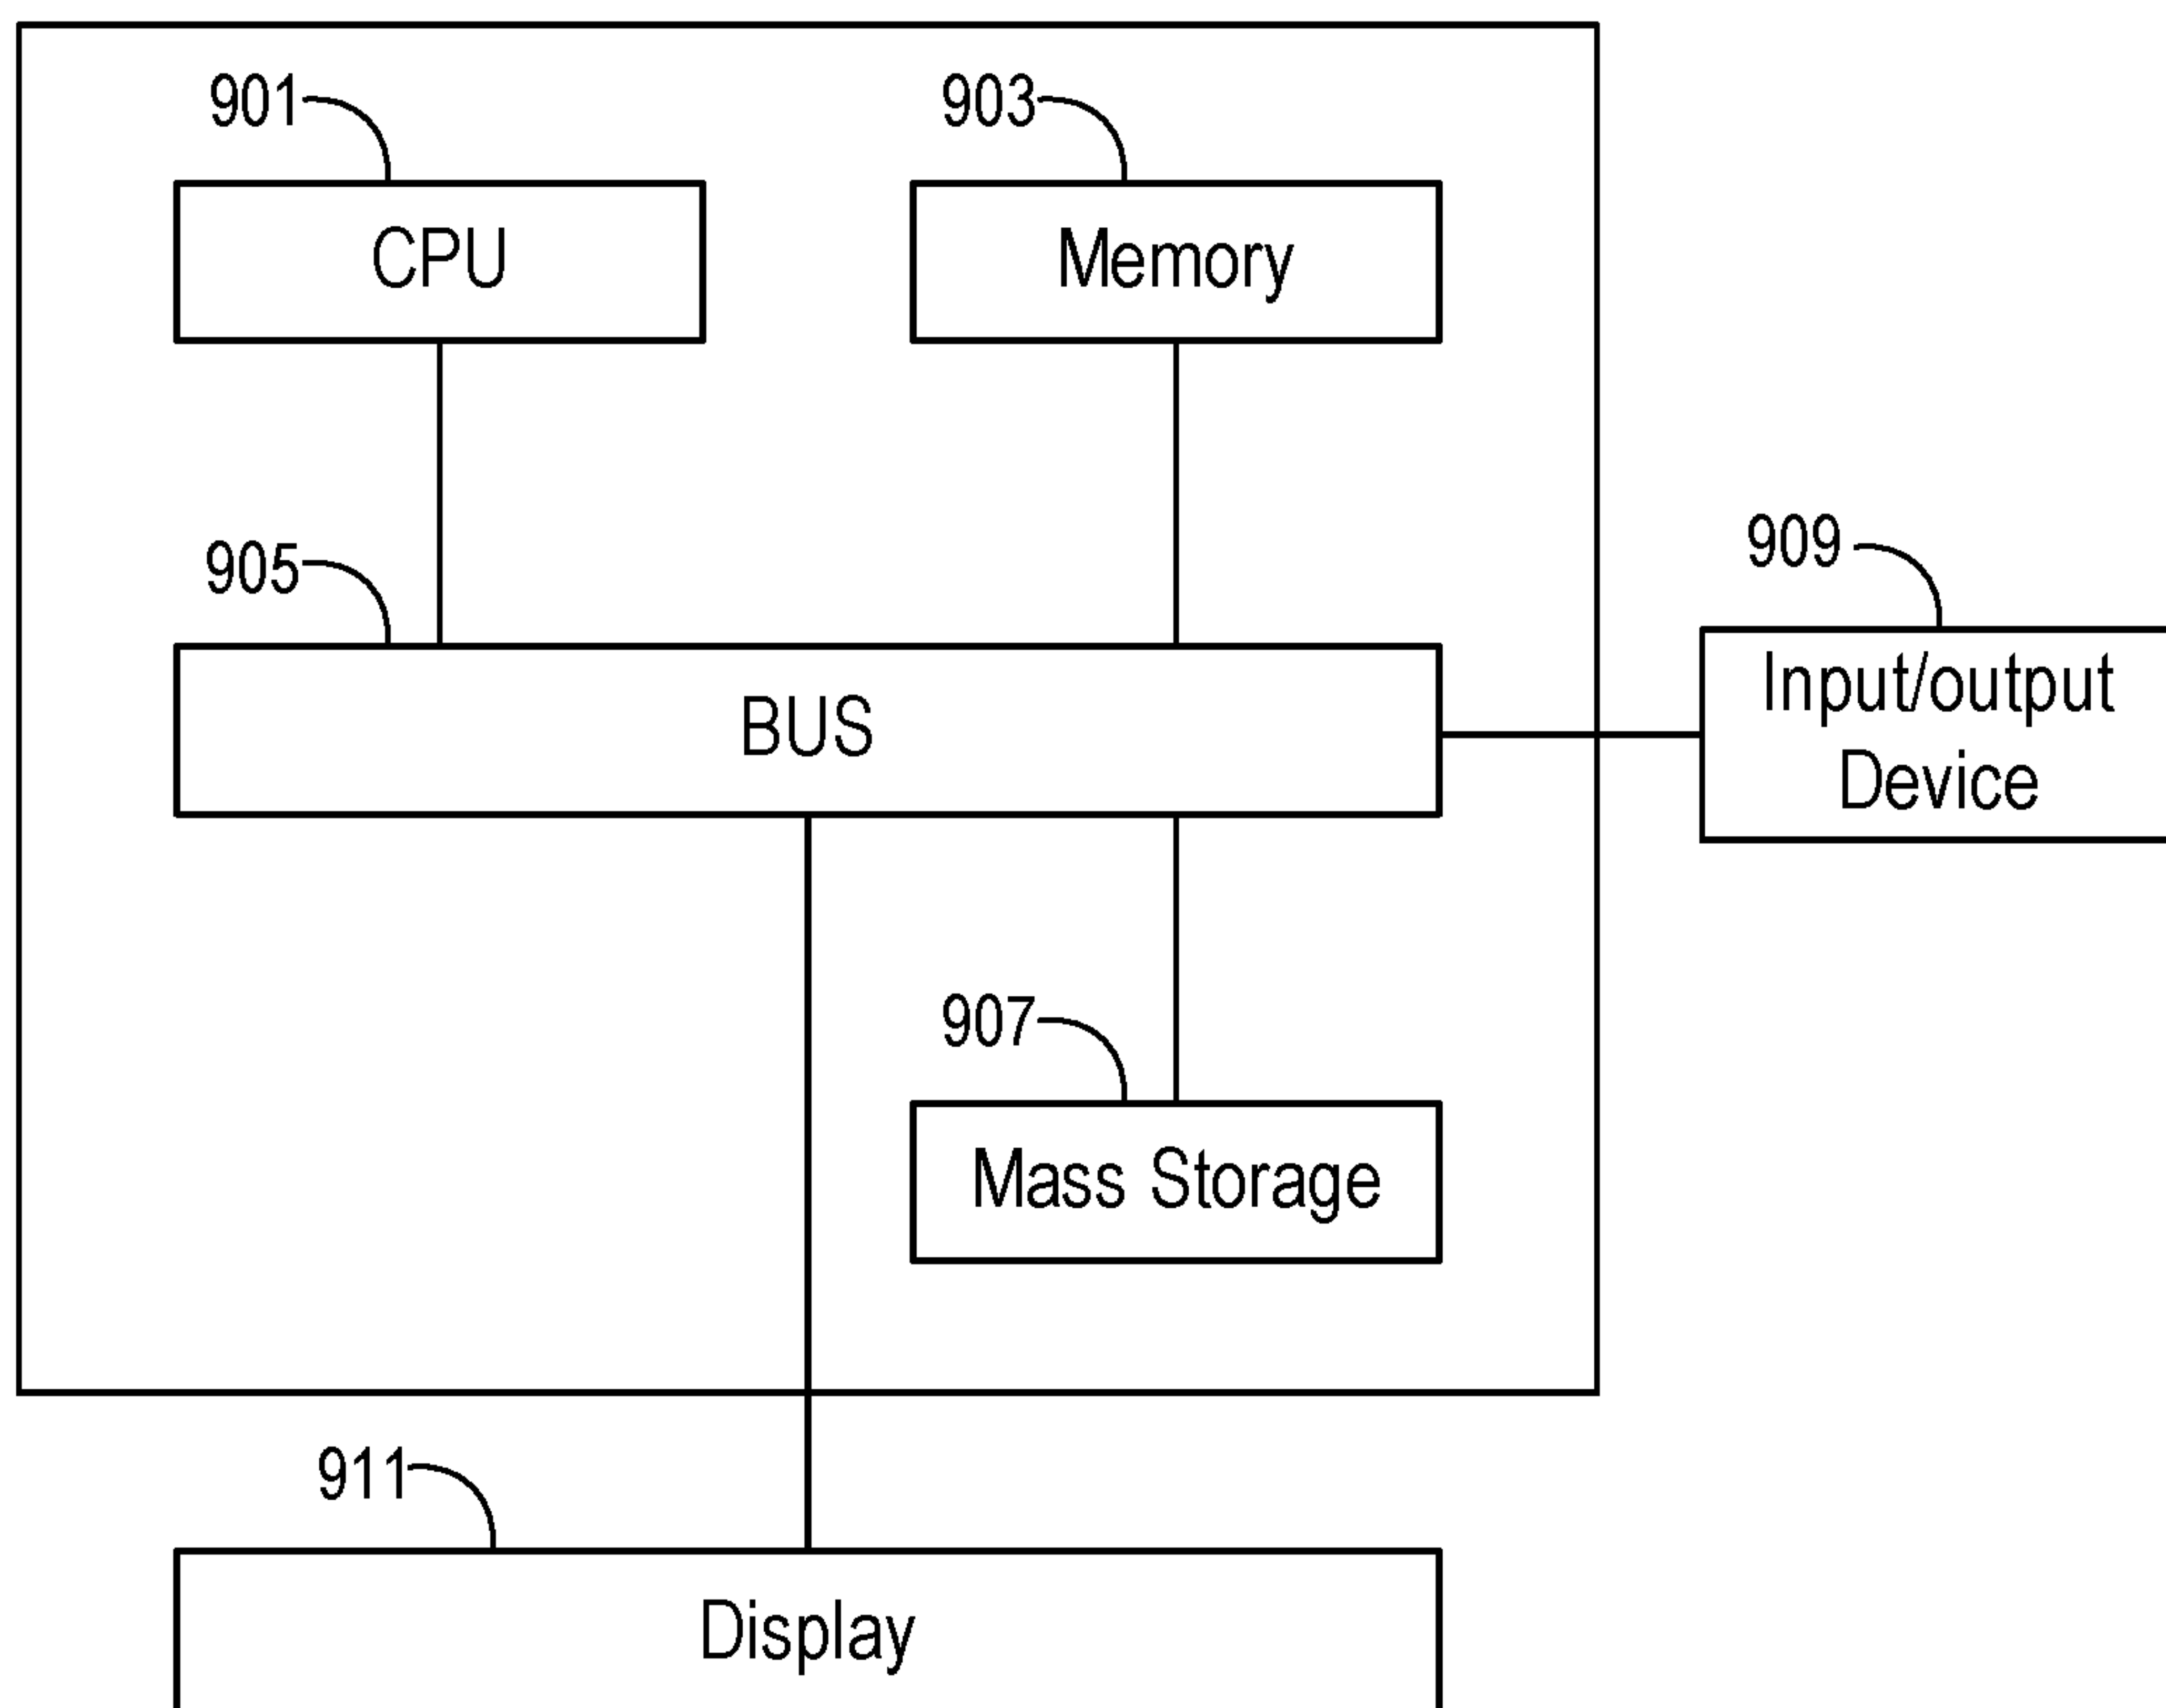 901
903
CPU
Memory
905
909
BUS
Input/output
Device
907
Mass Storage
911
Display